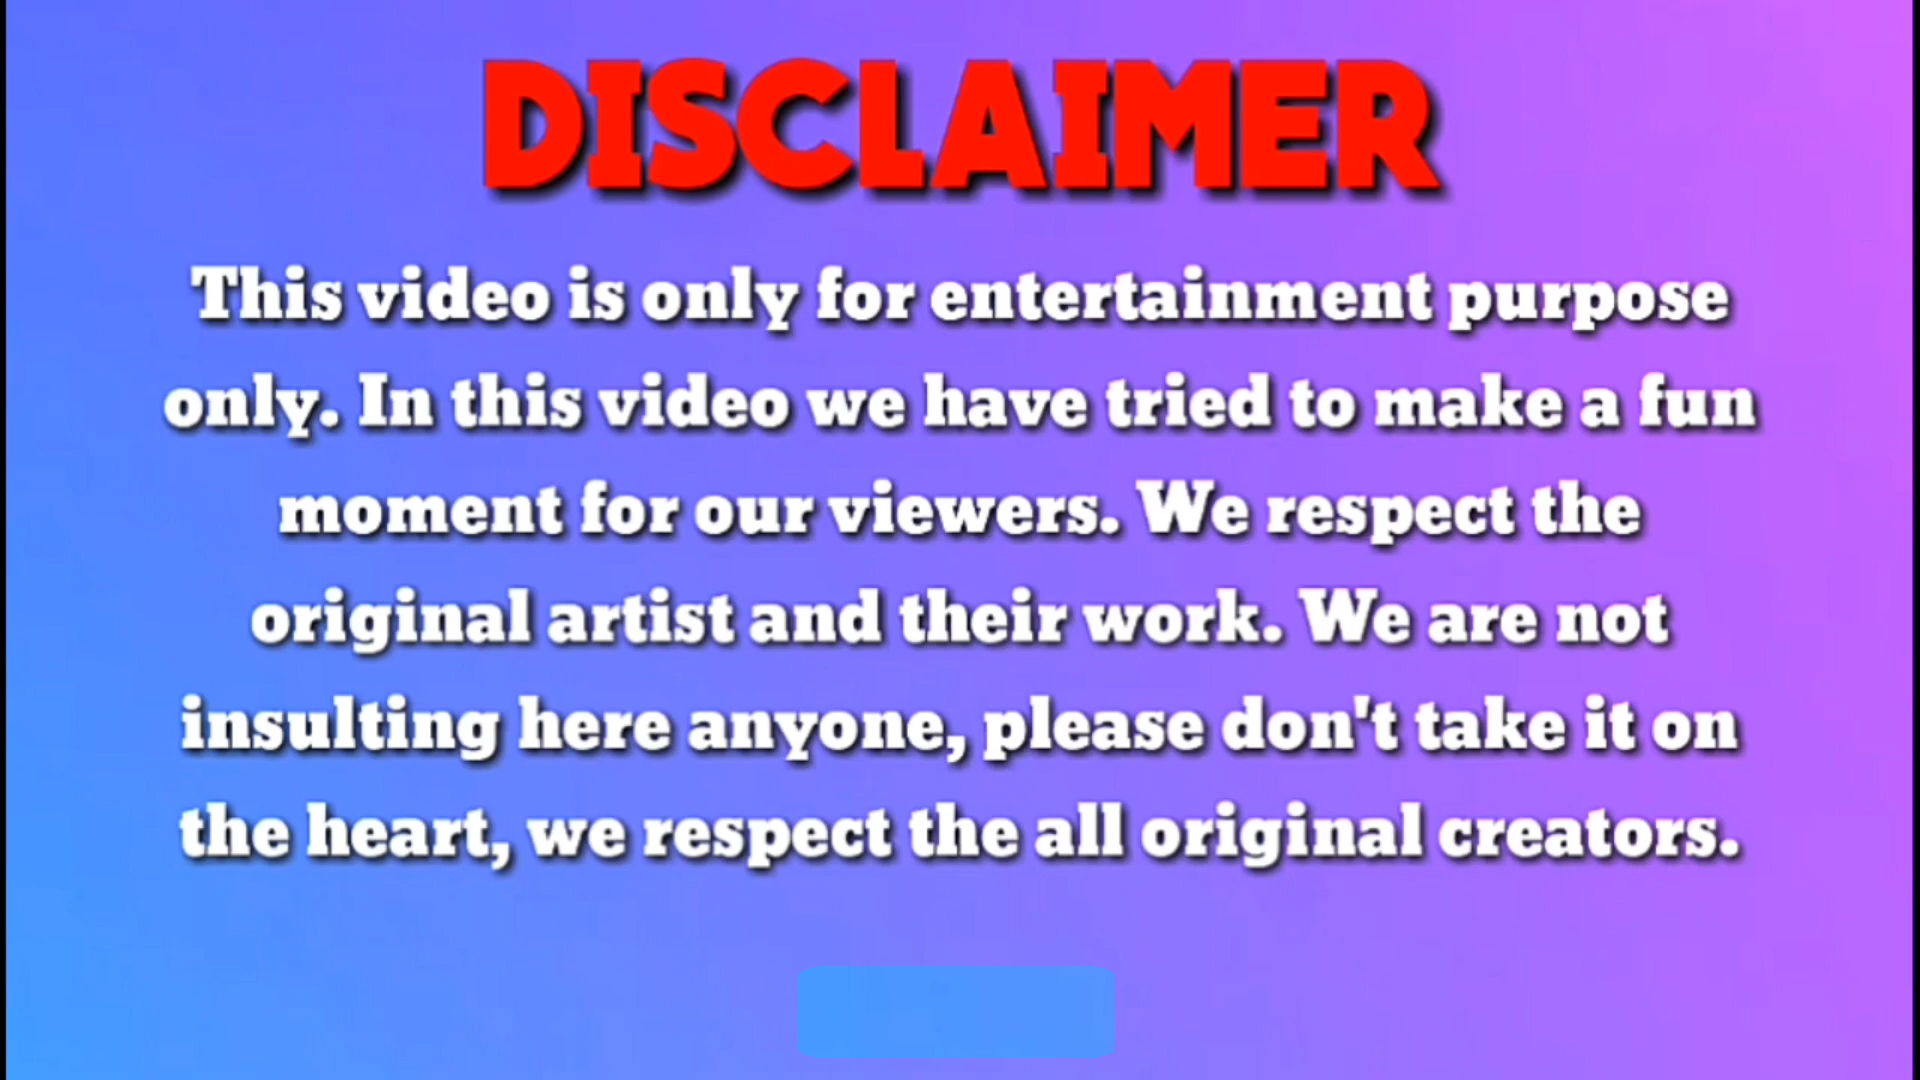 DISCLAIMER
This video is only for entertainment purpose
only. In this video we have tried to make a fun
moment for our viewers. We respect the
original artist and their work. We are not
insulting here anyone, please don't take it on
the heart, we respect the all original creators.